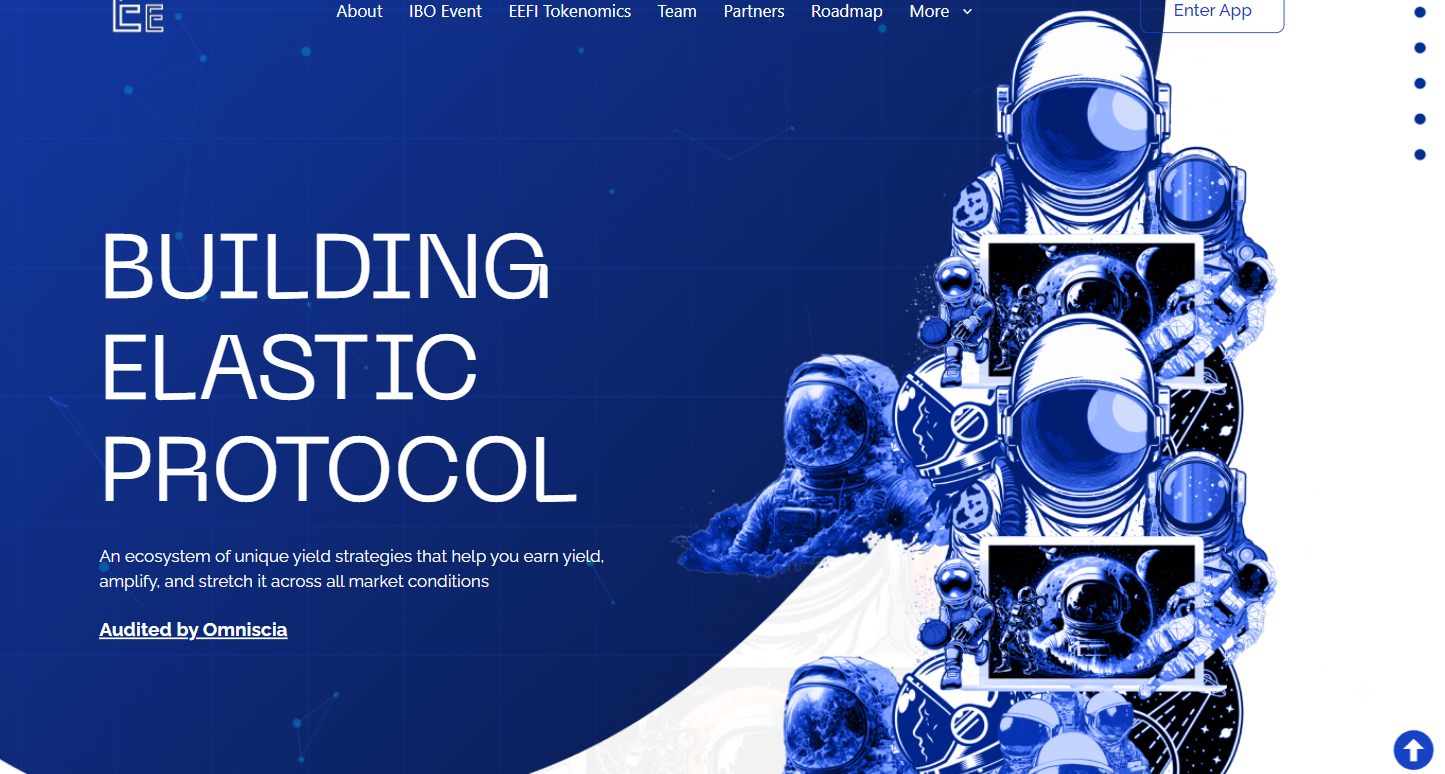 About IBO Event EEFI Tokenomics Team Partners Roadmap More Enter App
BUILDING
ELASTIC
PROTOCOL
An ecosystem of unique yield strategies that help you earn yield,
amplify, and stretch it across all market conditions
Audited by Omniscia